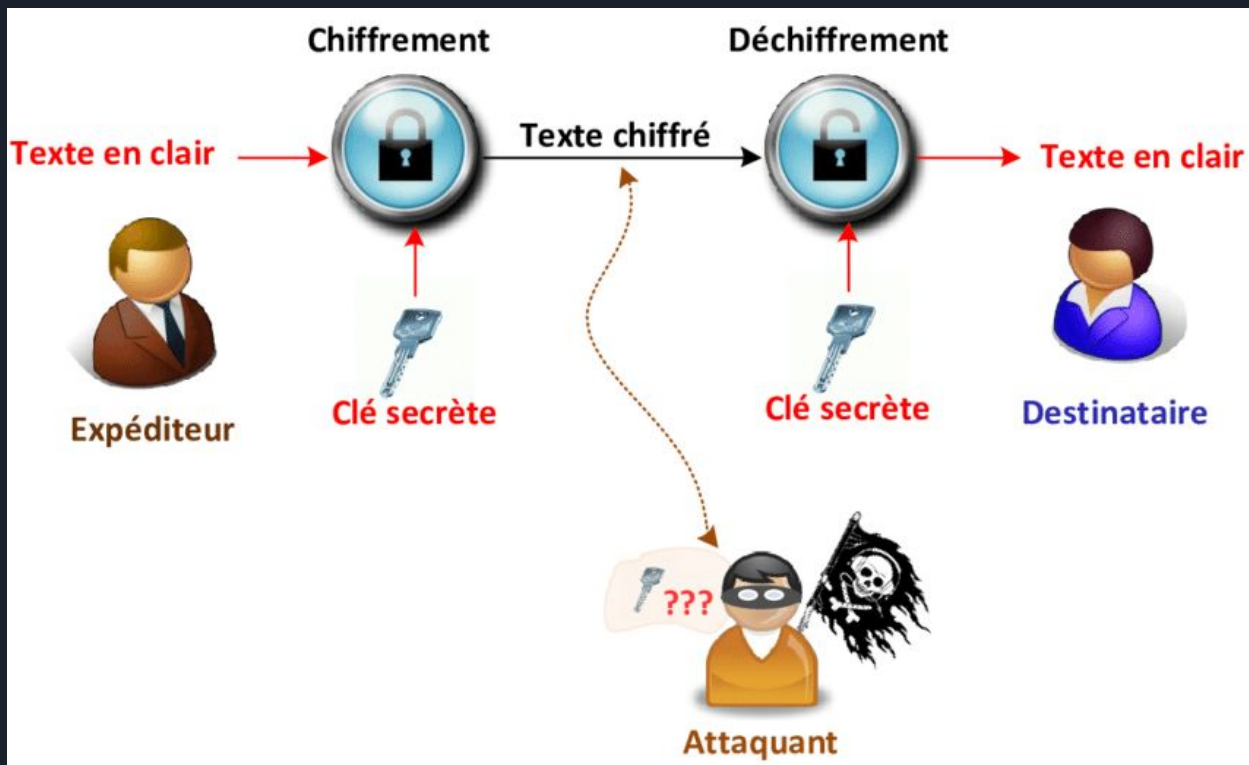 Chiffrement
Déchiffrement
Texte en clair
Texte chiffré
Texte en clair
Expéditeur
Clé secrète
Clé secrète
Destinataire
???
Attaquant